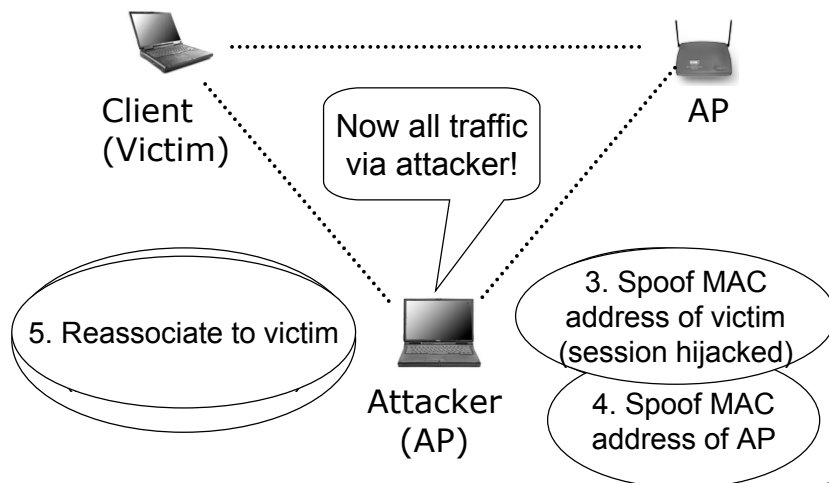 Client
(Victim)
AP
Now all traffic
via attacker!
5. Reassociate to victim
3. Spoof MAC
address of victim
(session hijacked)
Attacker
(AP)
4. Spoof MAC
address of AP